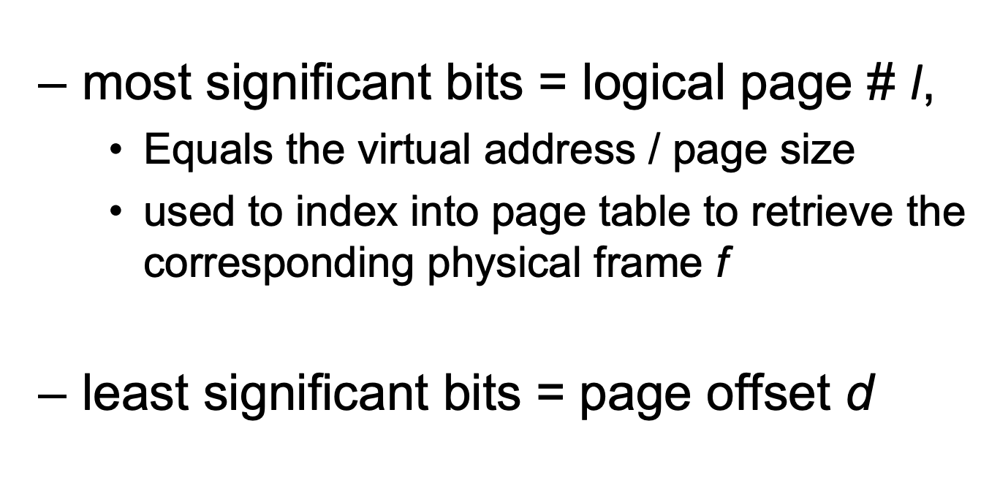 – most significant bits = logical page # l,
• Equals the virtual address / page size
• used to index into page table to retrieve the
corresponding physical frame f
– least significant bits = page offset d